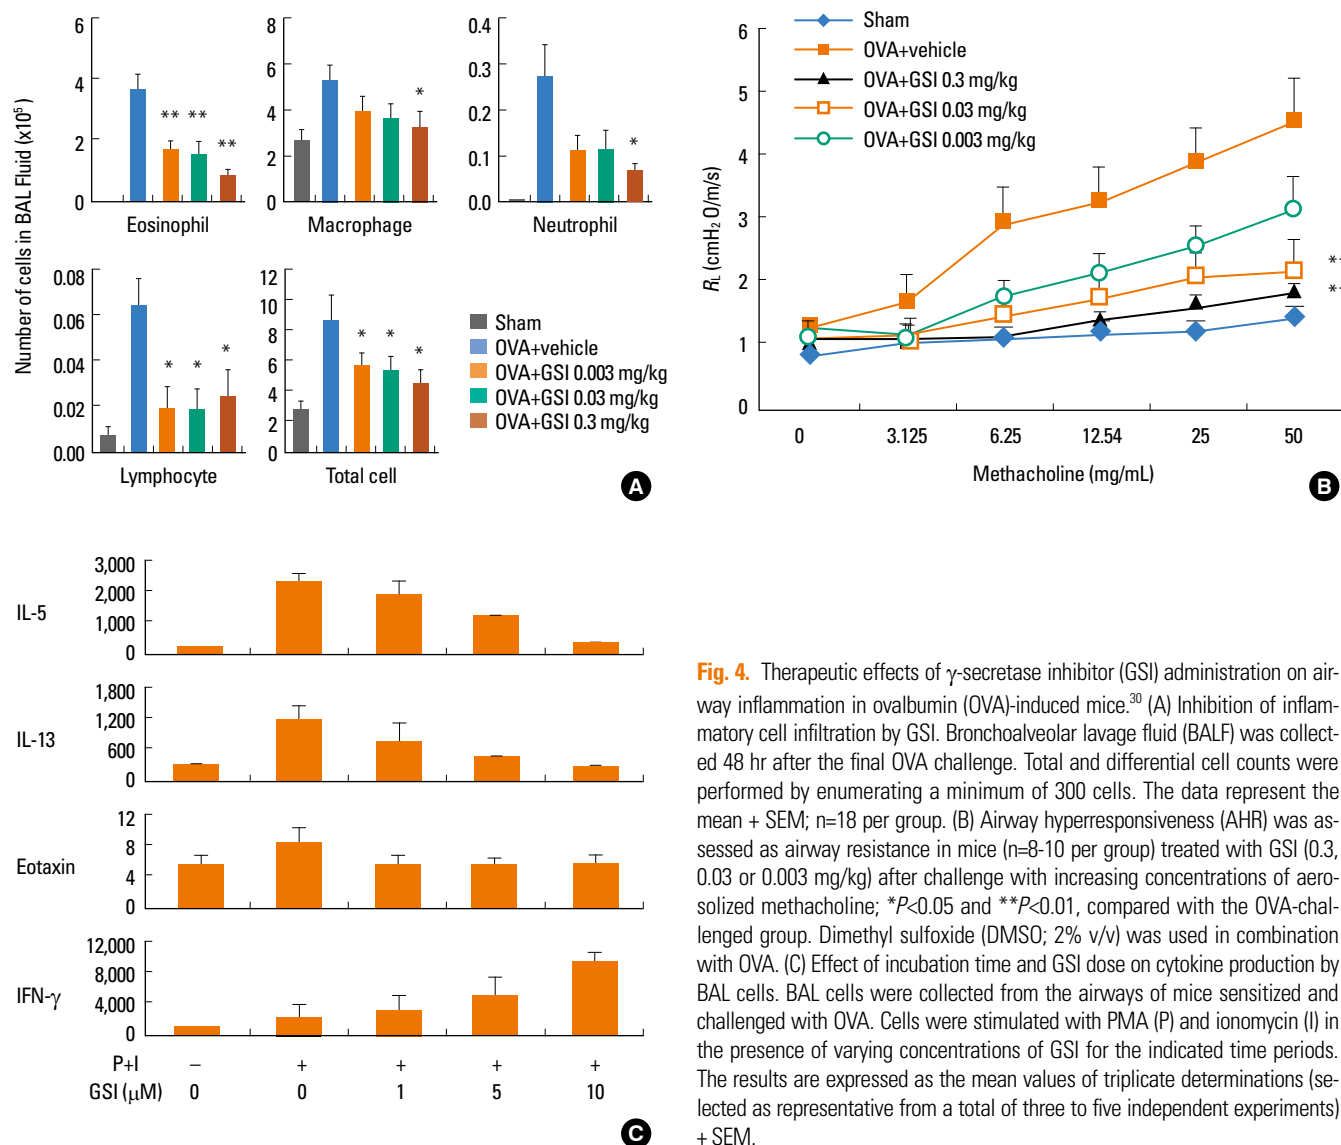 Number of cells in BAL Fluid (x10⁵)
6
4
2
0
Eosinophil
** ** **
8
6
4
2
0
Macrophage
*
0.4
0.3
0.2
0.1
0.0
Neutrophil
*
0.08
0.06
0.04
0.02
0.00
Lymphocyte
* * *
12
10
8
6
4
2
0
Total cell
* * *
Sham
OVA+vehicle
OVA+GSI 0.003 mg/kg
OVA+GSI 0.03 mg/kg
OVA+GSI 0.3 mg/kg
A
Sham
OVA+vehicle
OVA+GSI 0.3 mg/kg
OVA+GSI 0.03 mg/kg
OVA+GSI 0.003 mg/kg
R_L (cmH₂ O/m/s)
6
5
4
3
2
1
0
0 3.125 6.25 12.54 25 50
Methacholine (mg/mL)
B
IL-5
3,000
2,000
1,000
0
IL-13
1,800
1,200
600
0
Eotaxin
12
8
4
0
IFN-γ
12,000
8,000
4,000
0
P+I – + + + +
GSI (μM) 0 0 1 5 10
C
Fig. 4. Therapeutic effects of γ-secretase inhibitor (GSI) administration on air-
way inflammation in ovalbumin (OVA)-induced mice.³⁰ (A) Inhibition of inflam-
matory cell infiltration by GSI. Bronchoalveolar lavage fluid (BALF) was collect-
ed 48 hr after the final OVA challenge. Total and differential cell counts were
performed by enumerating a minimum of 300 cells. The data represent the
mean + SEM; n=18 per group. (B) Airway hyperresponsiveness (AHR) was as-
sessed as airway resistance in mice (n=8-10 per group) treated with GSI (0.3,
0.03 or 0.003 mg/kg) after challenge with increasing concentrations of aero-
solized methacholine; *P<0.05 and **P<0.01, compared with the OVA-chal-
lenged group. Dimethyl sulfoxide (DMSO; 2% v/v) was used in combination
with OVA. (C) Effect of incubation time and GSI dose on cytokine production by
BAL cells. BAL cells were collected from the airways of mice sensitized and
challenged with OVA. Cells were stimulated with PMA (P) and ionomycin (I) in
the presence of varying concentrations of GSI for the indicated time periods.
The results are expressed as the mean values of triplicate determinations (se-
lected as representative from a total of three to five independent experiments)
+ SEM.